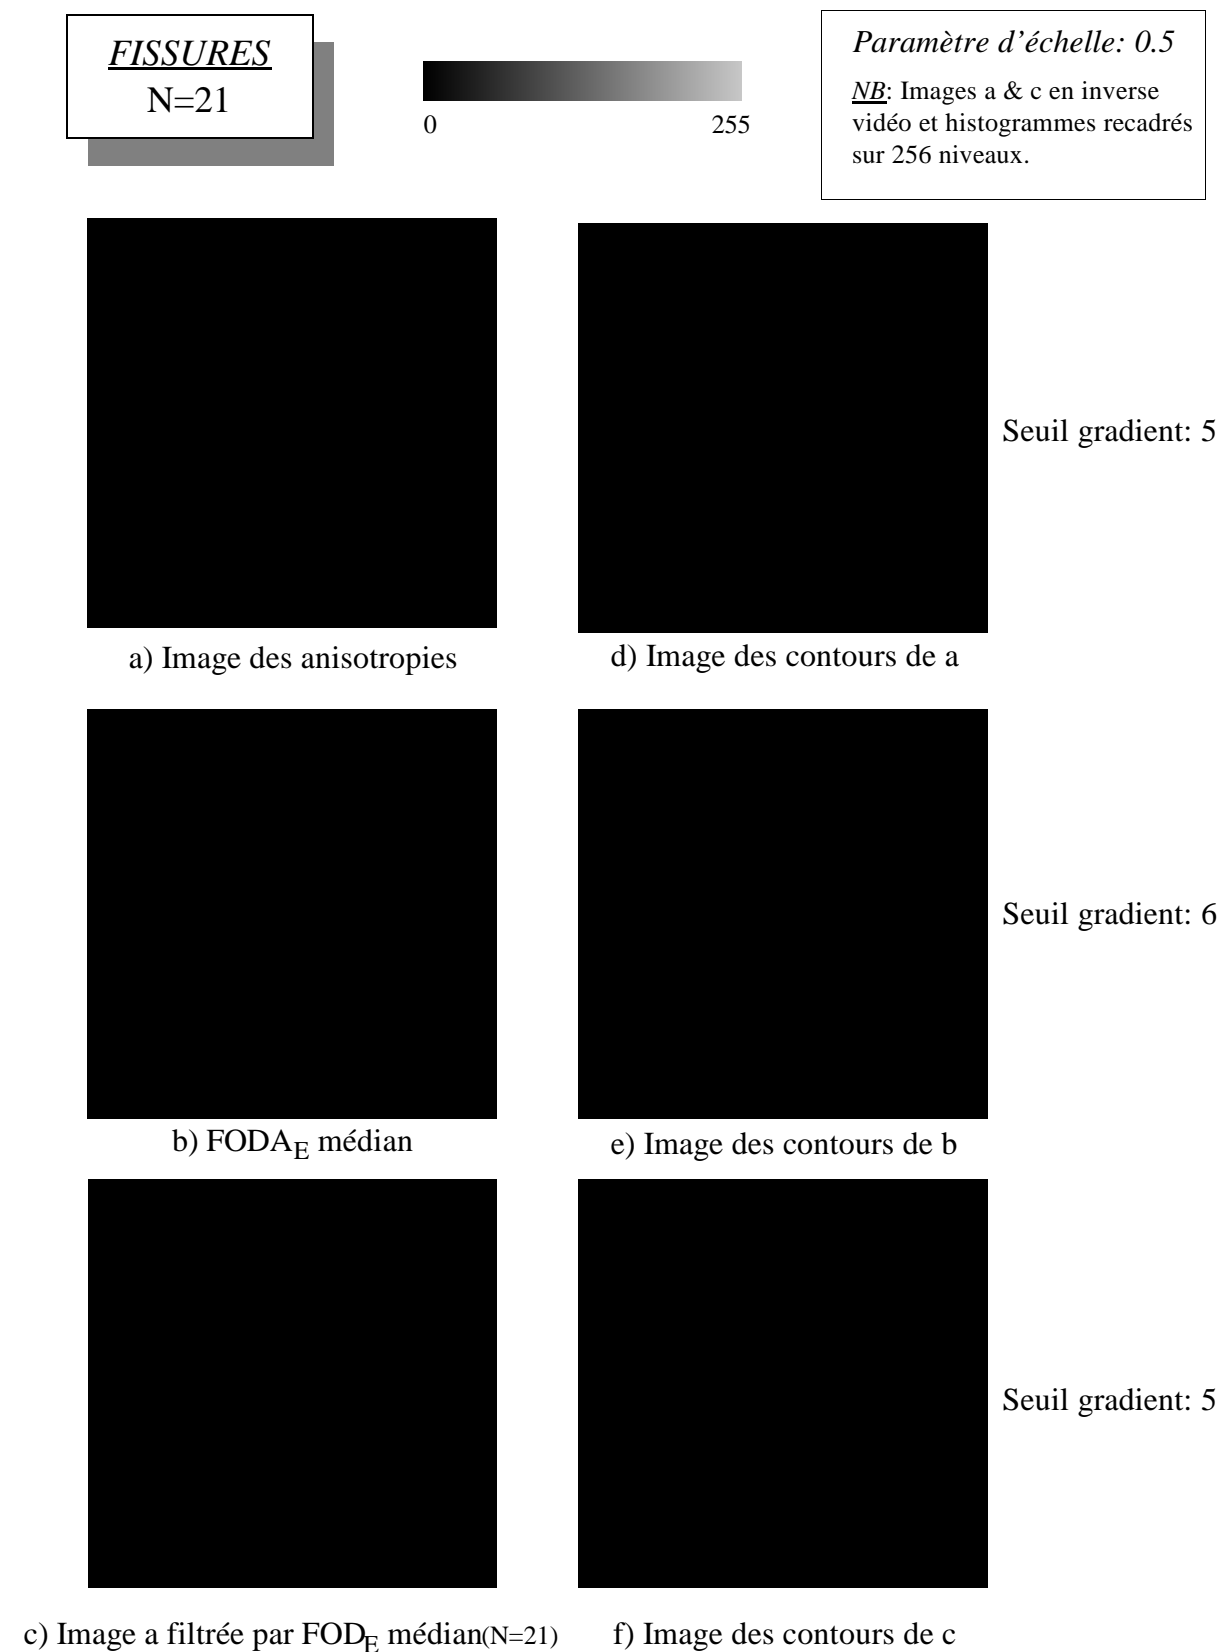 FISSURES
N=21
0 255
Paramètre d'échelle: 0.5
NB: Images a & c en inverse
vidéo et histogrammes recadrés
sur 256 niveaux.
Seuil gradient: 5
a) Image des anisotropies
d) Image des contours de a
Seuil gradient: 6
b) FODA_E médian
e) Image des contours de b
Seuil gradient: 5
c) Image a filtrée par FOD_E médian(N=21)
f) Image des contours de c